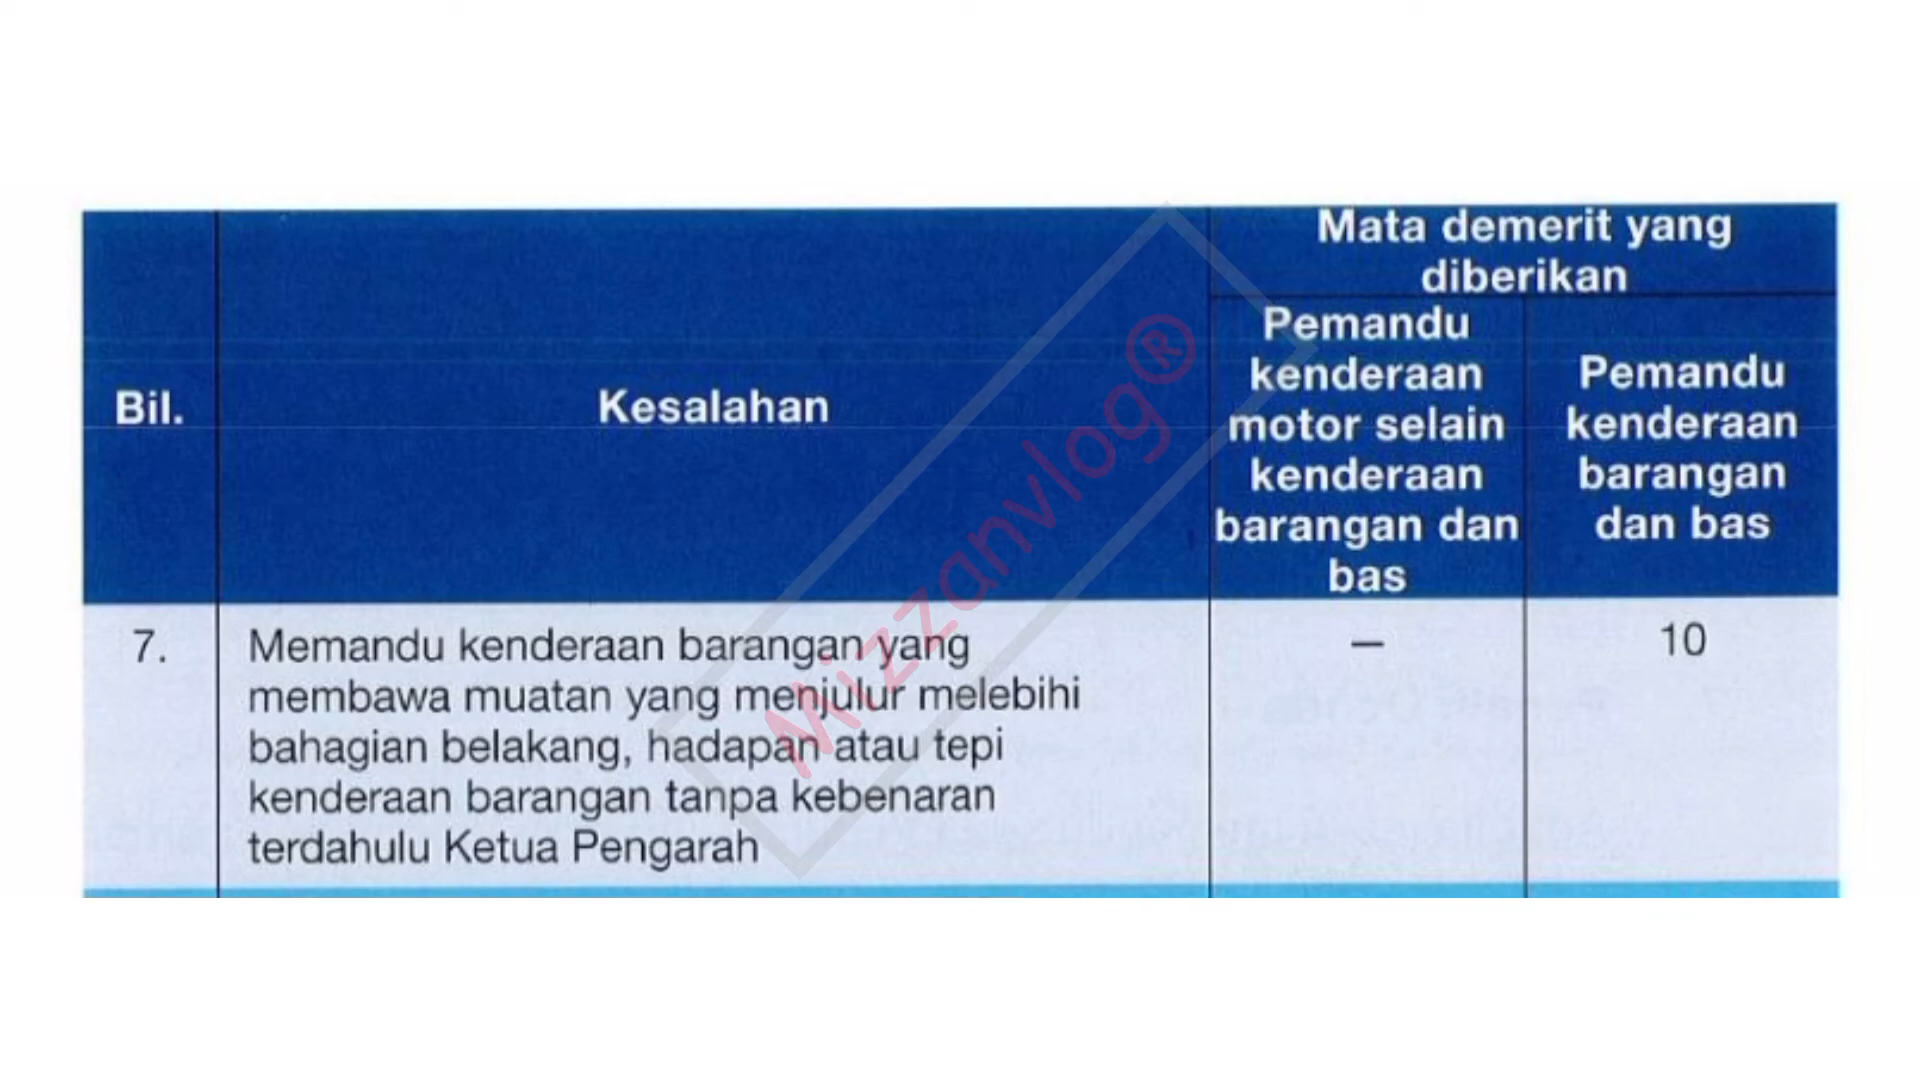 Bil.
Kesalahan
Mata demerit yang
diberikan
Pemandu
kenderaan
motor selain
kenderaan
barangan dan
bas
Pemandu
kenderaan
barangan
dan bas
7.
Memandu kenderaan barangan yang
membawa muatan yang menjulur melebihi
bahagian belakang, hadapan atau tepi
kenderaan barangan tanpa kebenaran
terdahulu Ketua Pengarah
–
10
Mizzanvlog®